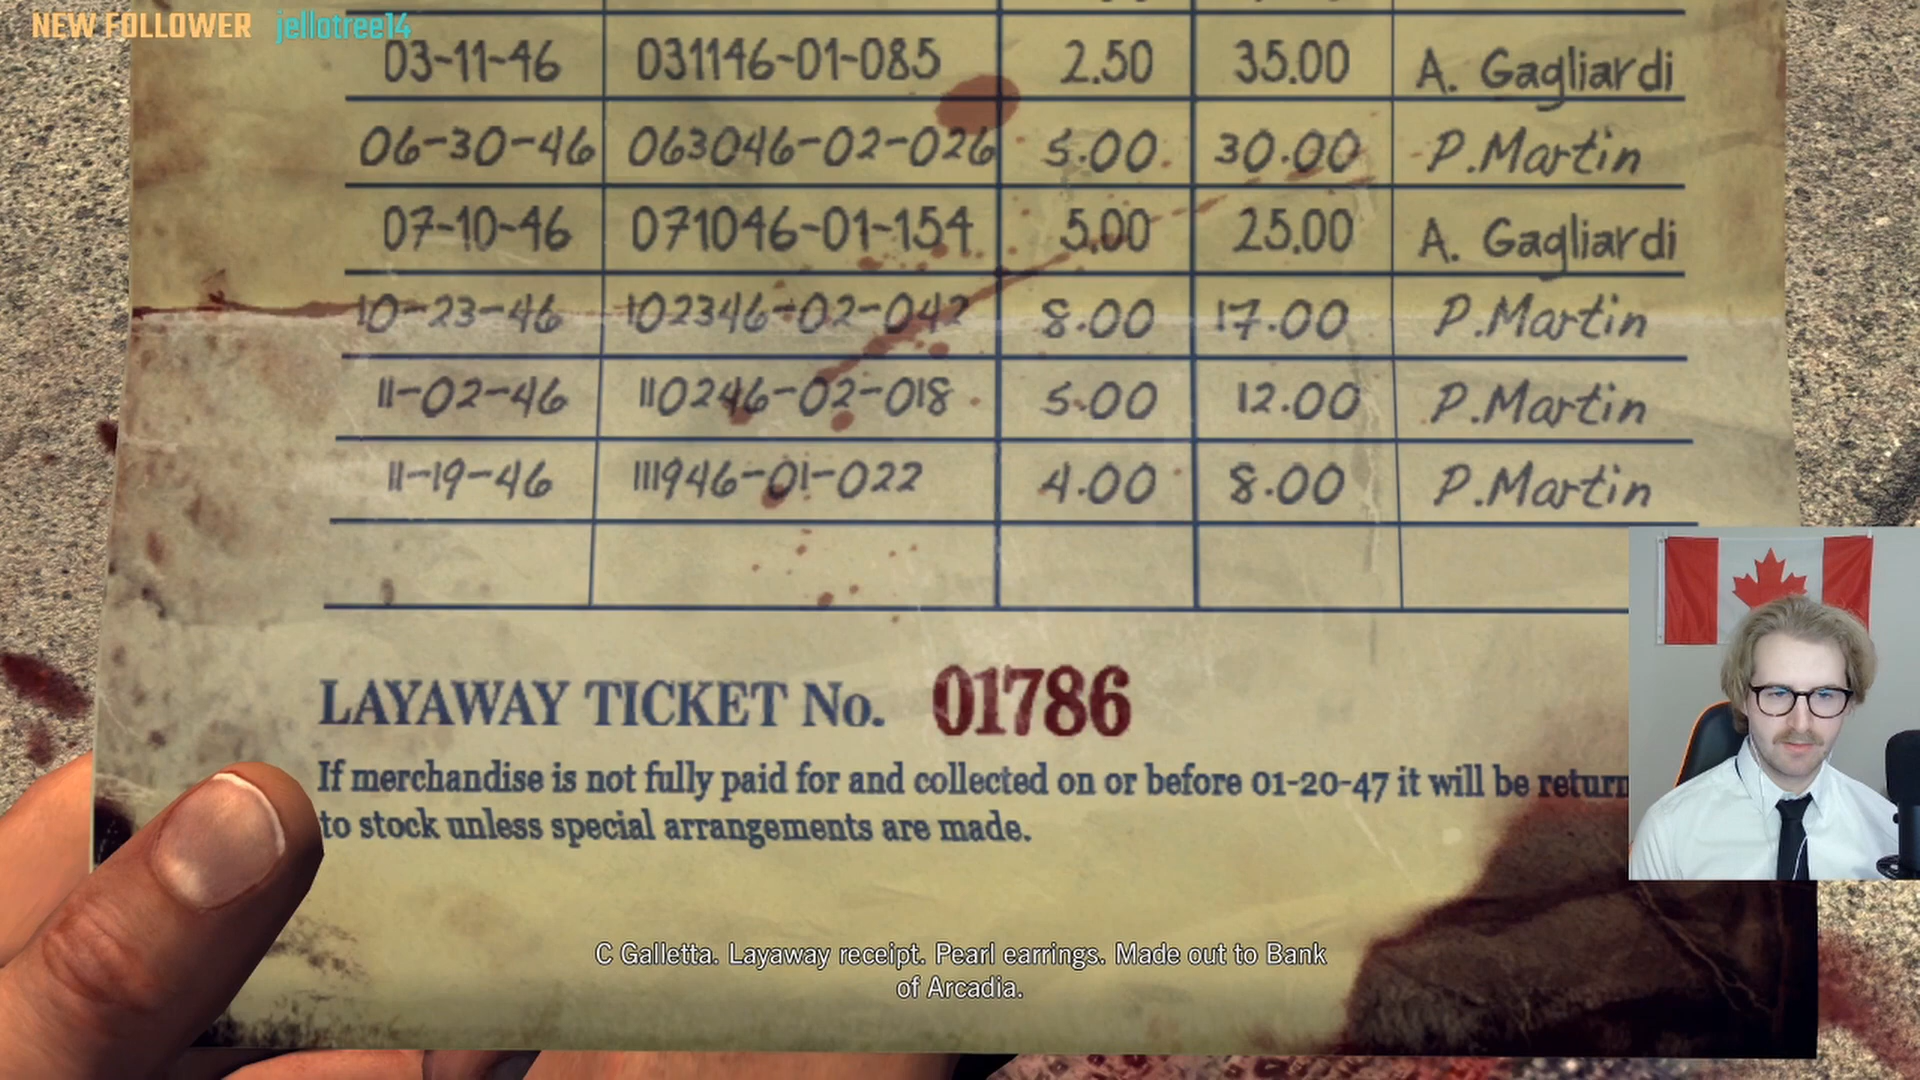 NEW FOLLOWER jellotree14
03-11-46 031146-01-085 2.50 35.00 A. Gagliardi
06-30-46 063046-02-026 5.00 30.00 P.Martin
07-10-46 071046-01-154 5.00 25.00 A. Gagliardi
10-23-46 102346-02-042 8.00 17.00 P.Martin
11-02-46 110246-02-018 5.00 12.00 P.Martin
11-19-46 111946-01-022 4.00 8.00 P.Martin
LAYAWAY TICKET No. 01786
If merchandise is not fully paid for and collected on or before 01-20-47 it will be return
to stock unless special arrangements are made.
C Galletta. Layaway receipt. Pearl earrings. Made out to Bank
of Arcadia.